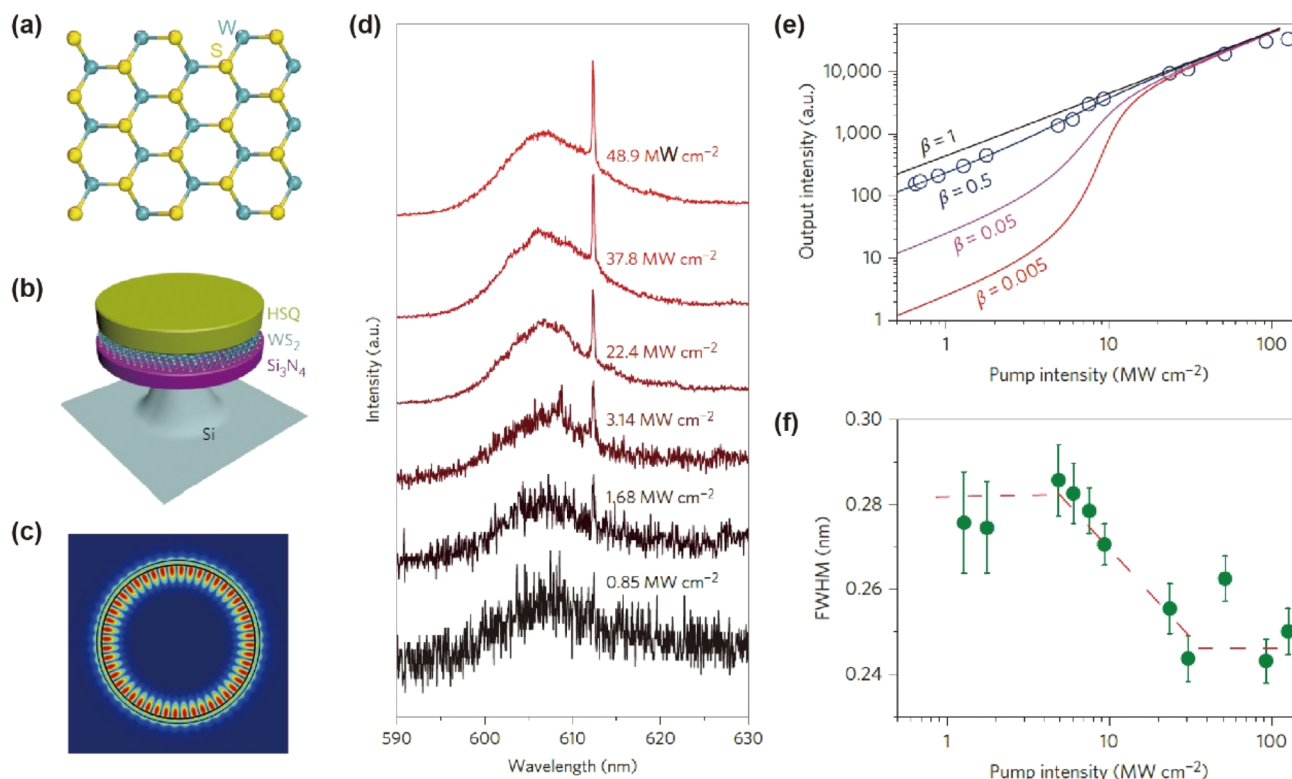 (a)
W
S
(b)
HSQ
WS₂
Si₃N₄
Si
(c)
(d)
48.9 MW cm⁻²
37.8 MW cm⁻²
22.4 MW cm⁻²
3.14 MW cm⁻²
1.68 MW cm⁻²
0.85 MW cm⁻²
Intensity (a.u.)
590 600 610 620 630
Wavelength (nm)
(e)
Output intensity (a.u.)
10,000
1,000
100
10
1
β = 1
β = 0.5
β = 0.05
β = 0.005
1 10 100
Pump intensity (MW cm⁻²)
(f)
FWHM (nm)
0.30
0.28
0.26
0.24
1 10 100
Pump intensity (MW cm⁻²)